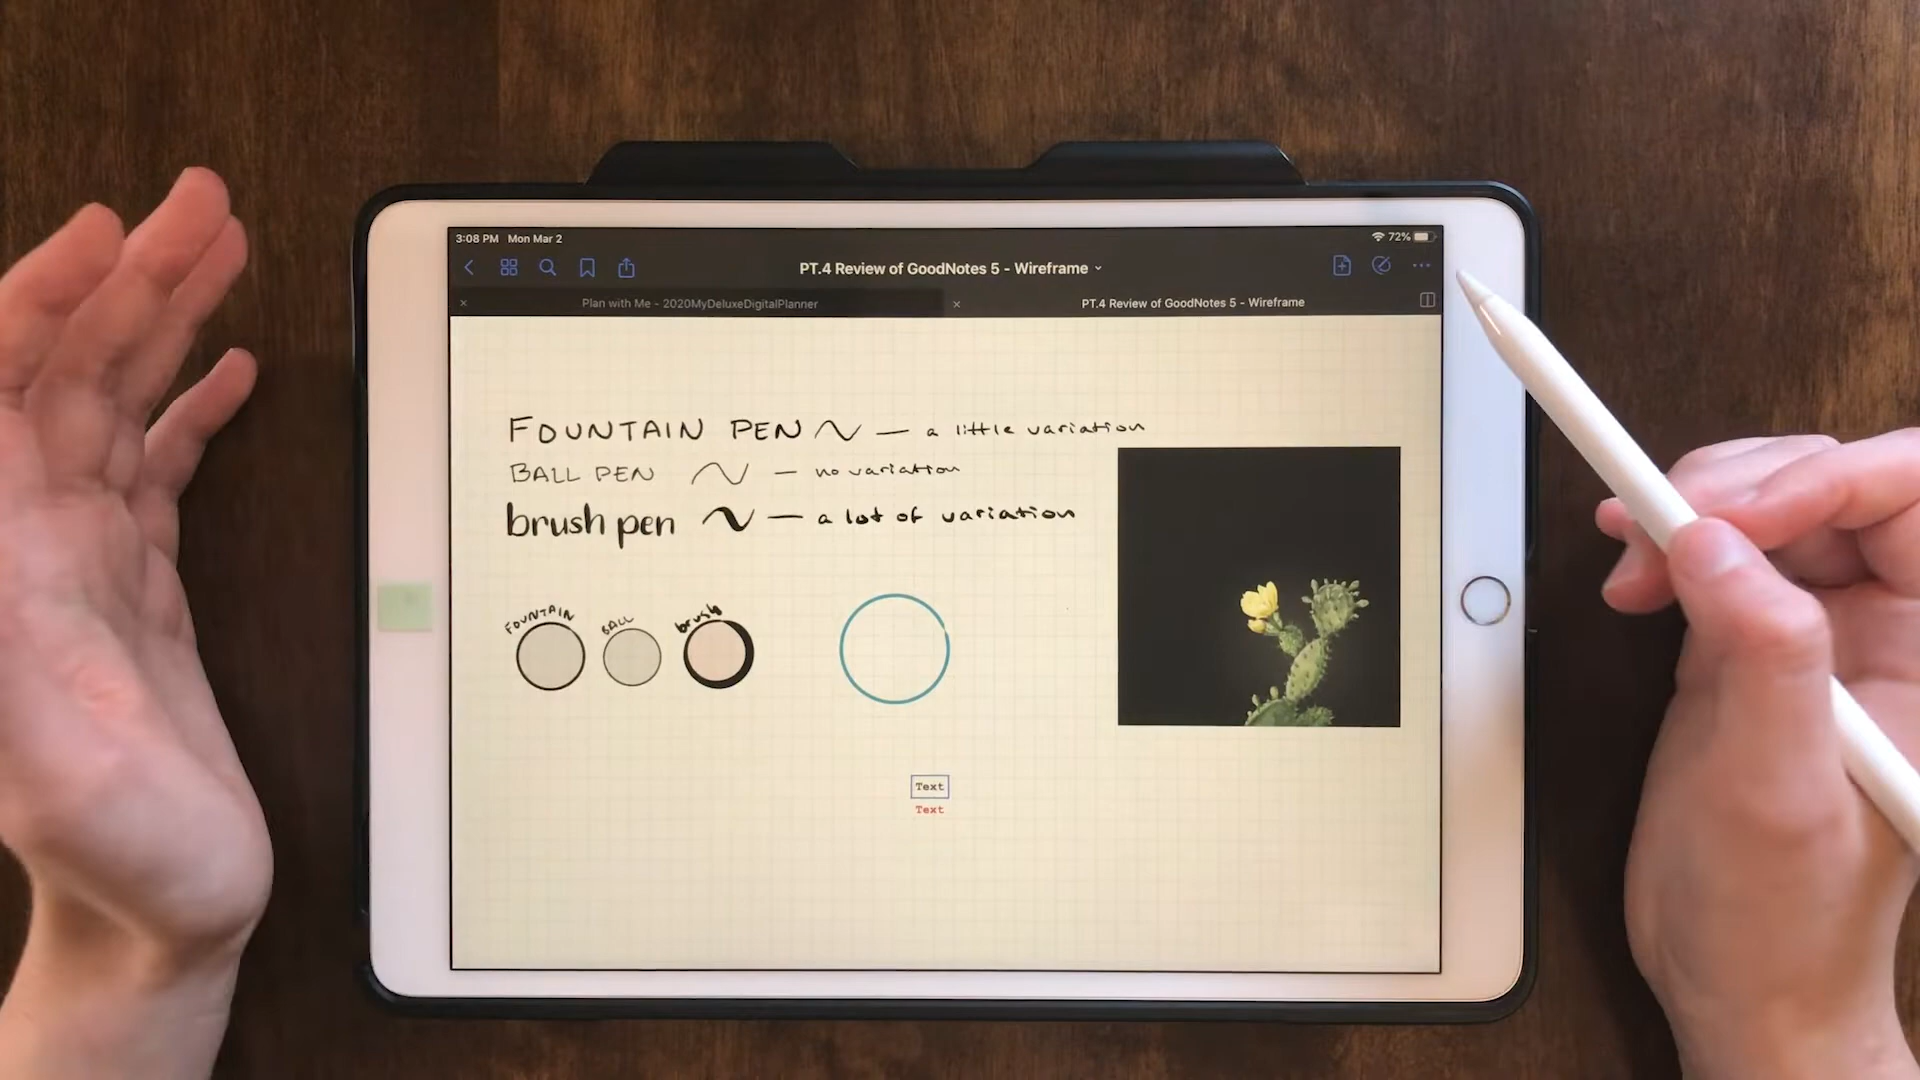 3:08 PM Mon Mar 2 72%
PT.4 Review of GoodNotes 5 - Wireframe
Plan with Me - 2020MyDeluxeDigitalPlanner PT.4 Review of GoodNotes 5 - Wireframe
FOUNTAIN PEN — a little variation
BALL PEN — no variation
brush pen — a lot of variation
FOUNTAIN BALL brush
Text
Text